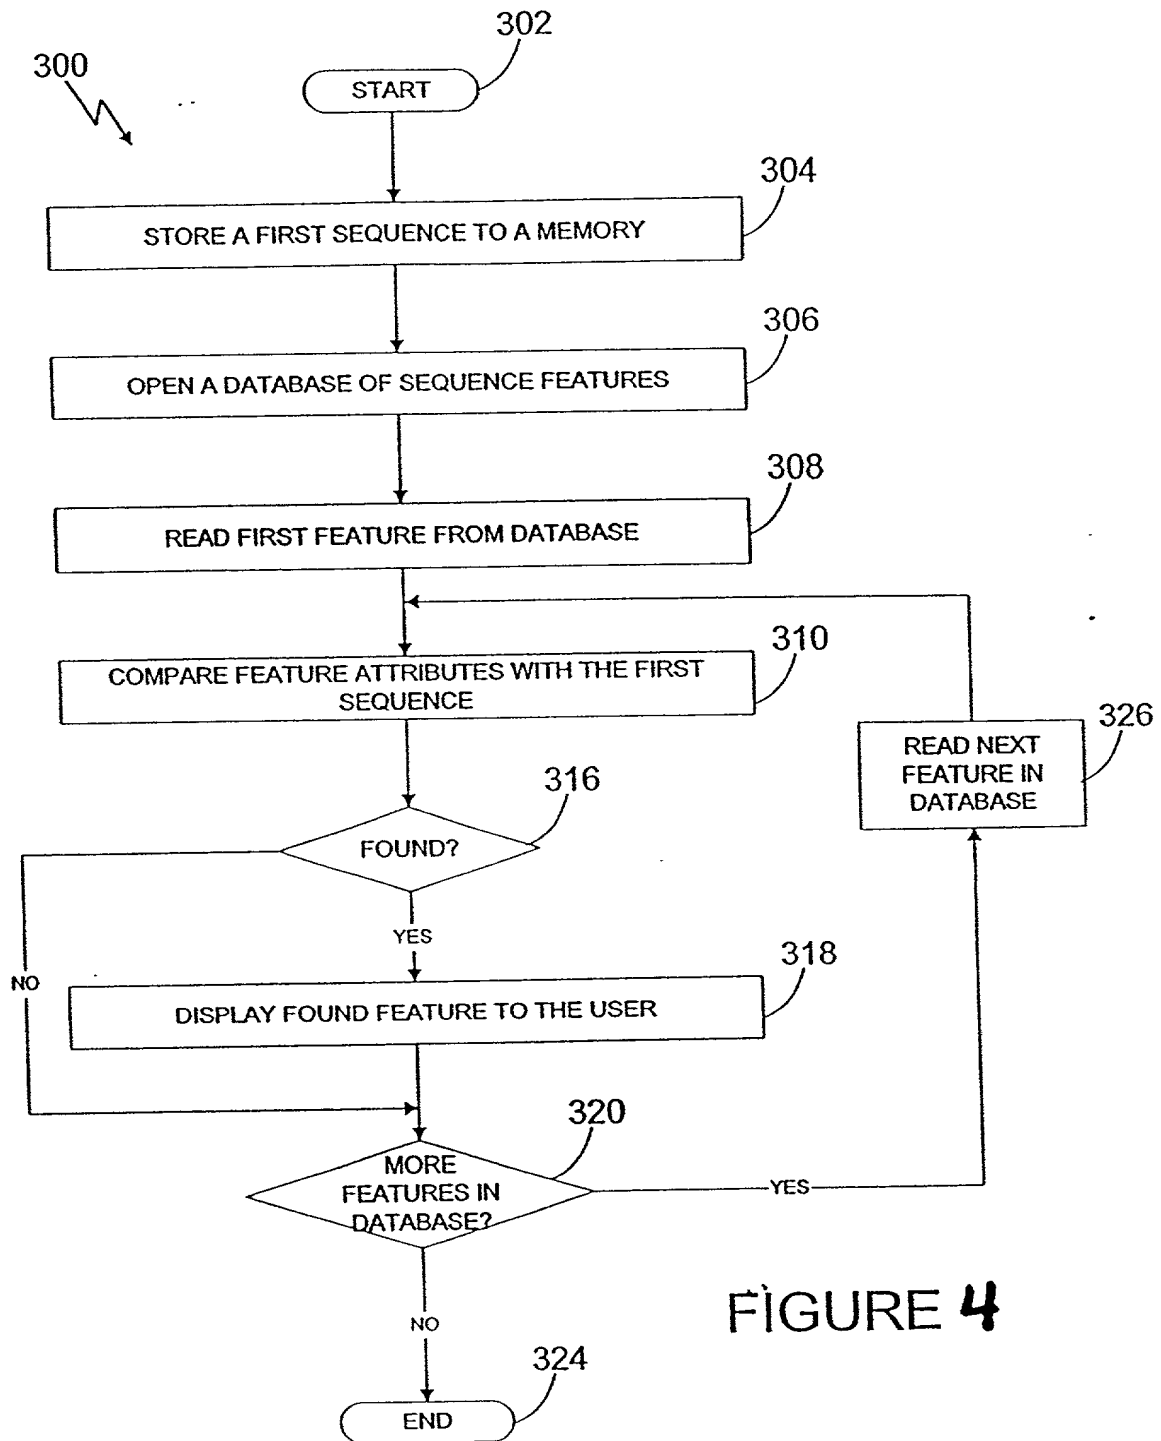 302
300
START
304
STORE A FIRST SEQUENCE TO A MEMORY
306
OPEN A DATABASE OF SEQUENCE FEATURES
308
READ FIRST FEATURE FROM DATABASE
310
COMPARE FEATURE ATTRIBUTES WITH THE FIRST
SEQUENCE
326
READ NEXT
FEATURE IN
DATABASE
316
FOUND?
YES
NO
318
DISPLAY FOUND FEATURE TO THE USER
320
MORE
FEATURES IN
DATABASE?
YES
NO
FIGURE 4
324
END